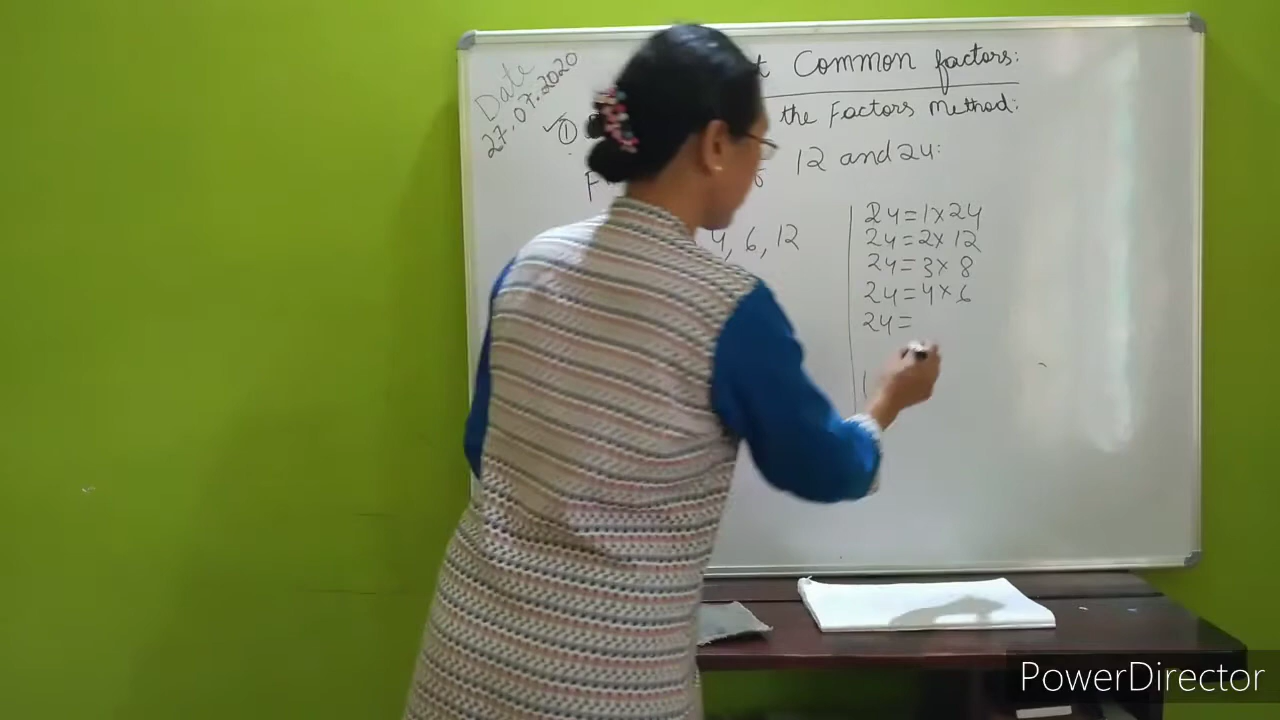 Date
27.07.2020
Common factors:
① the Factors Method:
12 and 24:
4, 6, 12
24=1×24
24=2×12
24=3×8
24=4×6
24=
PowerDirector